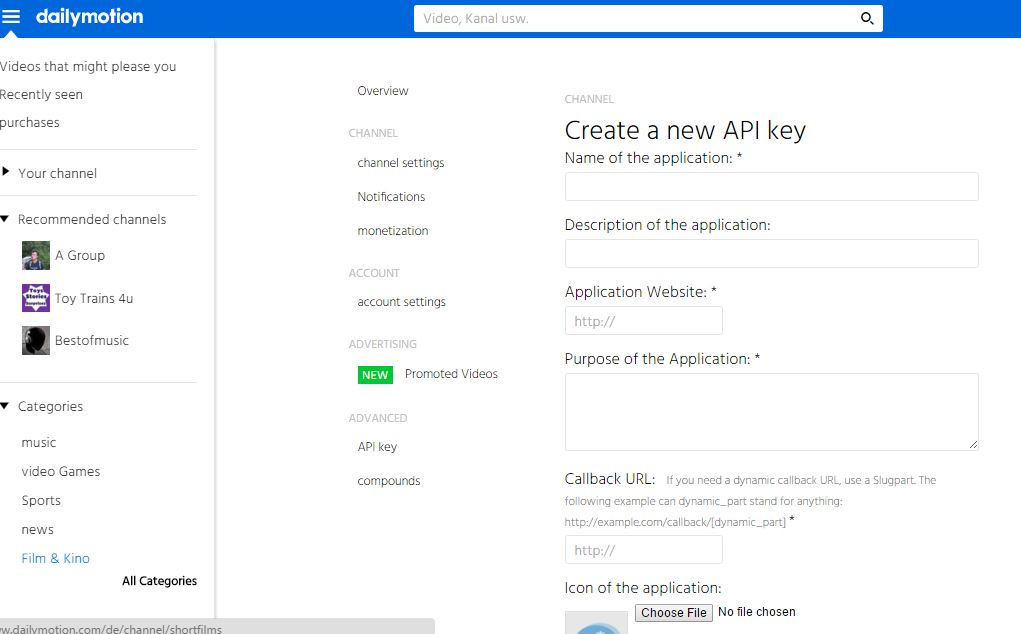 dailymotion
Video, Kanal usw.
Videos that might please you
Recently seen
purchases
Your channel
Recommended channels
A Group
Toy Trains 4u
Bestofmusic
Categories
music
video Games
Sports
news
Film & Kino
All Categories
w.dailymotion.com/de/channel/shortfilms
Overview
CHANNEL
channel settings
Notifications
monetization
ACCOUNT
account settings
ADVERTISING
NEW Promoted Videos
ADVANCED
API key
compounds
CHANNEL
Create a new API key
Name of the application: *
Description of the application:
Application Website: *
http://
Purpose of the Application: *
Callback URL: If you need a dynamic callback URL, use a Slugpart. The
following example can dynamic_part stand for anything:
http://example.com/callback/[dynamic_part] *
http://
Icon of the application:
Choose File No file chosen